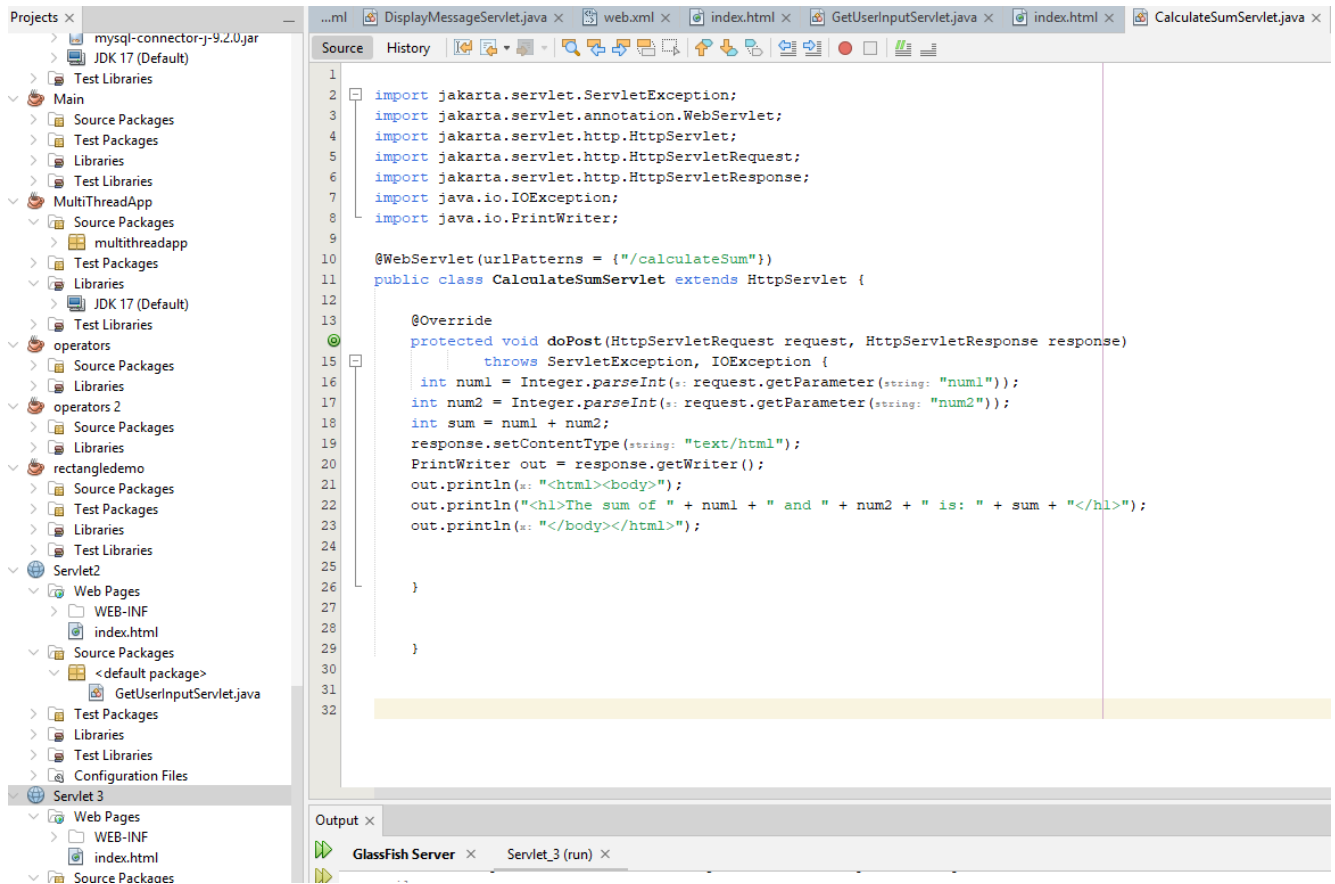 Projects ×
mysql-connector-j-9.2.0.jar
JDK 17 (Default)
Test Libraries
Main
Source Packages
Test Packages
Libraries
Test Libraries
MultiThreadApp
Source Packages
multithreadapp
Test Packages
Libraries
JDK 17 (Default)
Test Libraries
operators
Source Packages
Libraries
operators 2
Source Packages
Libraries
rectangledemo
Source Packages
Test Packages
Libraries
Test Libraries
Servlet2
Web Pages
WEB-INF
index.html
Source Packages
<default package>
GetUserInputServlet.java
Test Packages
Libraries
Test Libraries
Configuration Files
Servlet 3
Web Pages
WEB-INF
index.html
Source Packages
...ml DisplayMessageServlet.java × web.xml × index.html × GetUserInputServlet.java × index.html × CalculateSumServlet.java ×
Source History
1
2 import jakarta.servlet.ServletException;
3 import jakarta.servlet.annotation.WebServlet;
4 import jakarta.servlet.http.HttpServlet;
5 import jakarta.servlet.http.HttpServletRequest;
6 import jakarta.servlet.http.HttpServletResponse;
7 import java.io.IOException;
8 import java.io.PrintWriter;
9
10 @WebServlet(urlPatterns = {"/calculateSum"})
11 public class CalculateSumServlet extends HttpServlet {
12
13 @Override
protected void doPost(HttpServletRequest request, HttpServletResponse response)
15 throws ServletException, IOException {
16 int num1 = Integer.parseInt(s: request.getParameter(string: "num1"));
17 int num2 = Integer.parseInt(s: request.getParameter(string: "num2"));
18 int sum = num1 + num2;
19 response.setContentType(string: "text/html");
20 PrintWriter out = response.getWriter();
21 out.println(x: "<html><body>");
22 out.println("<h1>The sum of " + num1 + " and " + num2 + " is: " + sum + "</h1>");
23 out.println(x: "</body></html>");
24
25
26 }
27
28
29 }
30
31
32
Output ×
GlassFish Server × Servlet_3 (run) ×